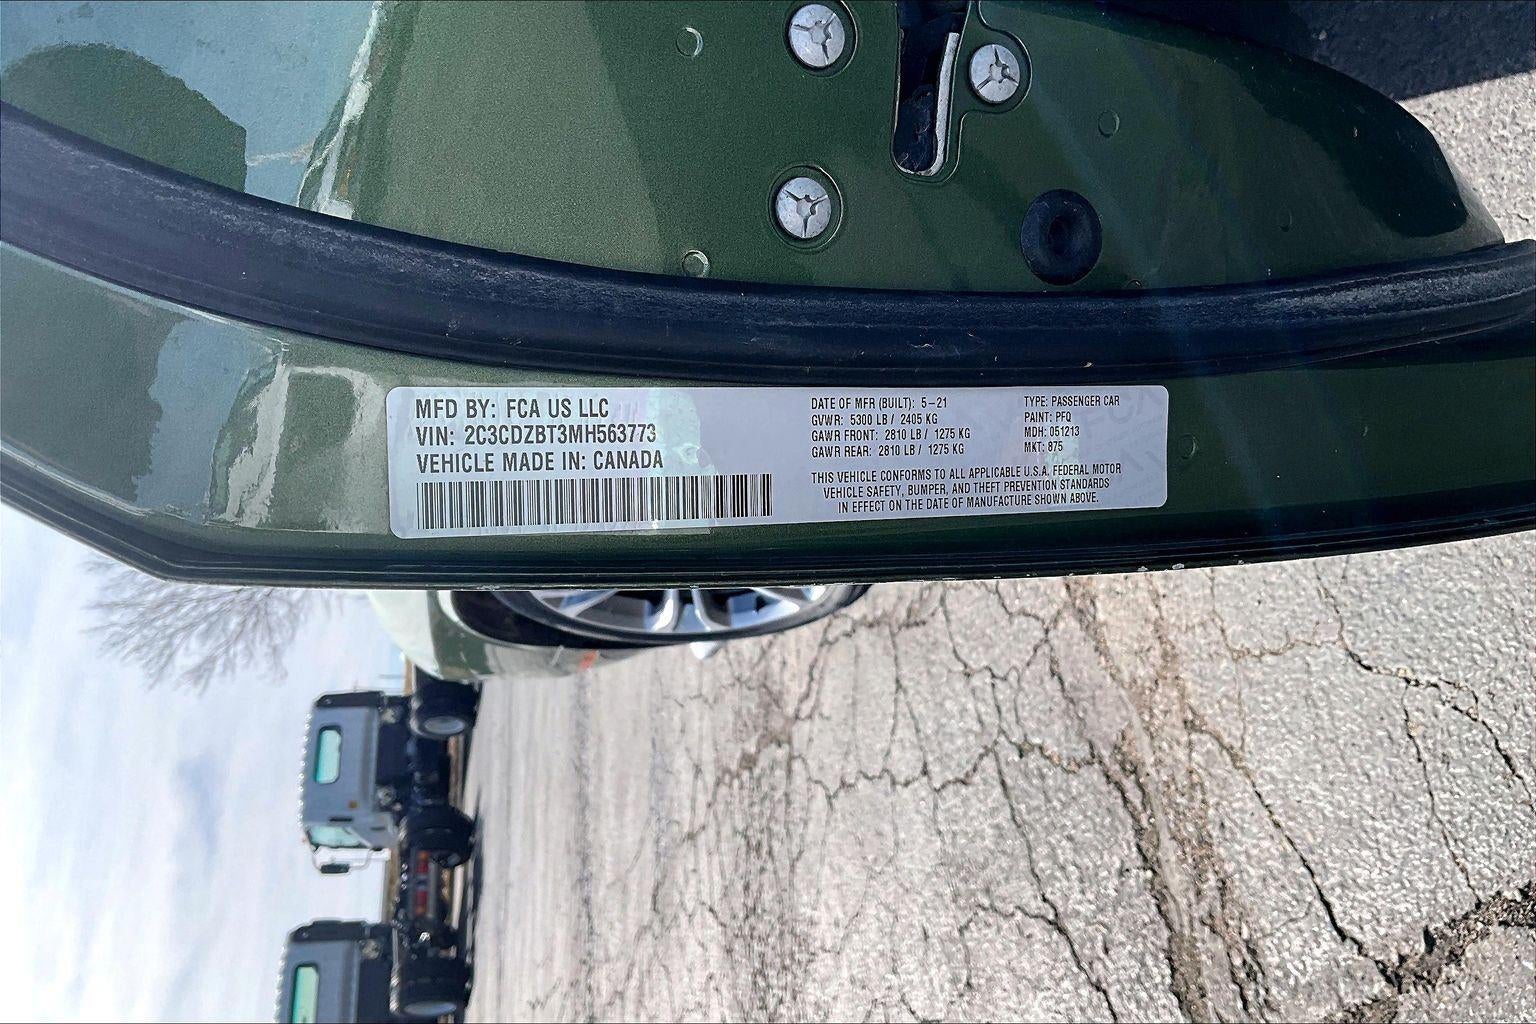 MFD BY: FCA US LLC
VIN: 2C3CDZBT3MH563773
VEHICLE MADE IN: CANADA
DATE OF MFR (BUILT): 5-21
GVWR: 5300 LB / 2405 KG
GAWR FRONT: 2810 LB / 1275 KG
GAWR REAR: 2810 LB / 1275 KG
TYPE: PASSENGER CAR
PAINT: PFQ
MDH: 051213
MKT: 875
THIS VEHICLE CONFORMS TO ALL APPLICABLE U.S.A. FEDERAL MOTOR
VEHICLE SAFETY, BUMPER, AND THEFT PREVENTION STANDARDS
IN EFFECT ON THE DATE OF MANUFACTURE SHOWN ABOVE.